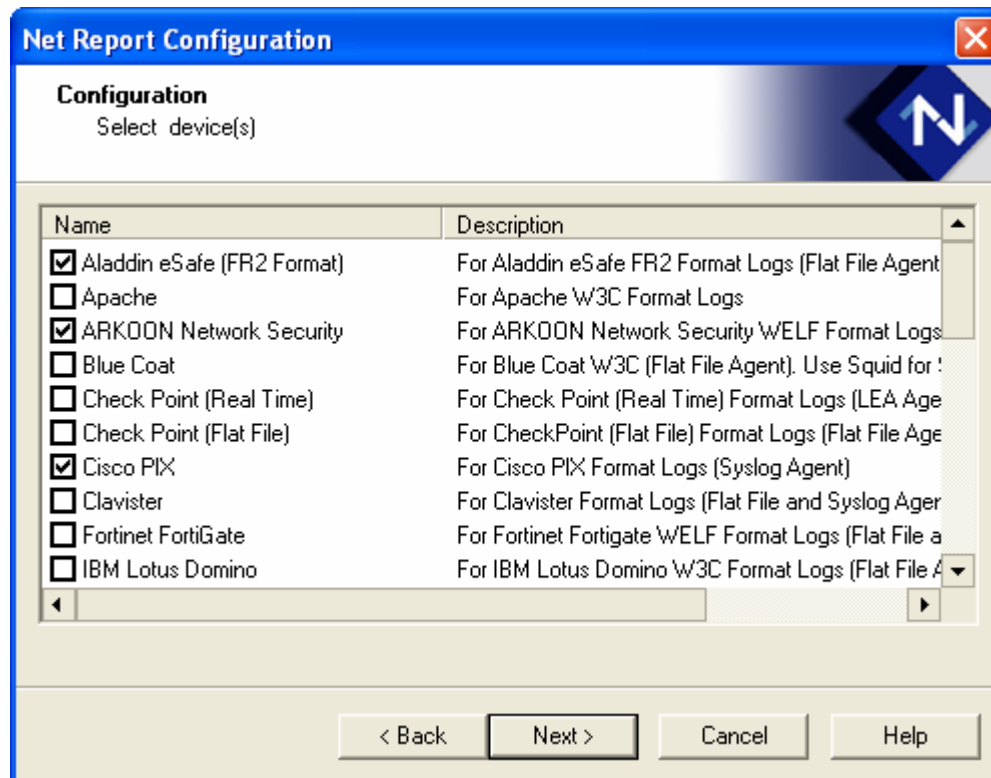 Net Report Configuration
Configuration
Select device(s)
Name Description
Aladdin eSafe (FR2 Format) For Aladdin eSafe FR2 Format Logs (Flat File Agent
Apache For Apache W3C Format Logs
ARKOON Network Security For ARKOON Network Security WELF Format Logs
Blue Coat For Blue Coat W3C (Flat File Agent). Use Squid for
Check Point (Real Time) For Check Point (Real Time) Format Logs (LEA Age
Check Point (Flat File) For CheckPoint (Flat File) Format Logs (Flat File Age
Cisco PIX For Cisco PIX Format Logs (Syslog Agent)
Clavister For Clavister Format Logs (Flat File and Syslog Agen
Fortinet FortiGate For Fortinet Fortigate WELF Format Logs (Flat File a
IBM Lotus Domino For IBM Lotus Domino W3C Format Logs (Flat File A
< Back Next > Cancel Help